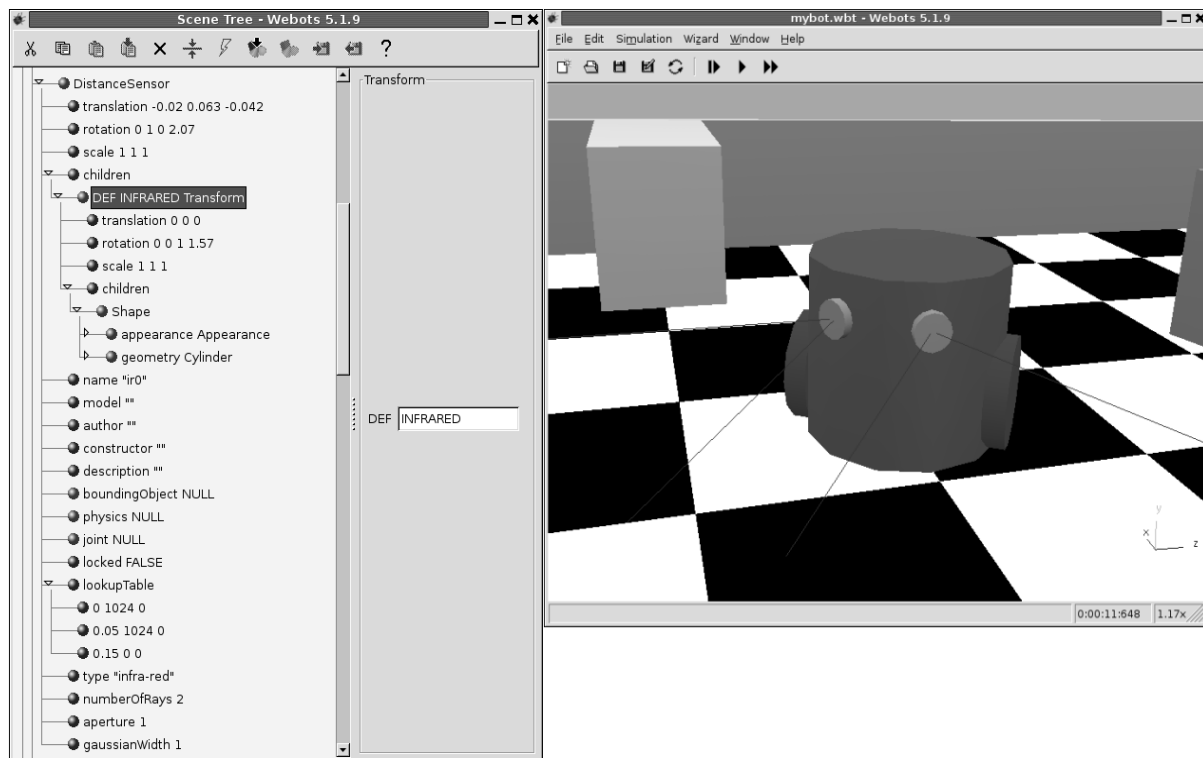 Scene Tree - Webots 5.1.9
?
DistanceSensor
translation -0.02 0.063 -0.042
rotation 0 1 0 2.07
scale 1 1 1
children
DEF INFRARED Transform
translation 0 0 0
rotation 0 0 1 1.57
scale 1 1 1
children
Shape
appearance Appearance
geometry Cylinder
name "ir0"
model ""
author ""
constructor ""
description ""
boundingObject NULL
physics NULL
joint NULL
locked FALSE
lookupTable
0 1024 0
0.05 1024 0
0.15 0 0
type "infra-red"
numberOfRays 2
aperture 1
gaussianWidth 1
Transform
DEF INFRARED
mybot.wbt - Webots 5.1.9
File Edit Simulation Wizard Window Help
y
x
z
0:00:11:648 1.17x